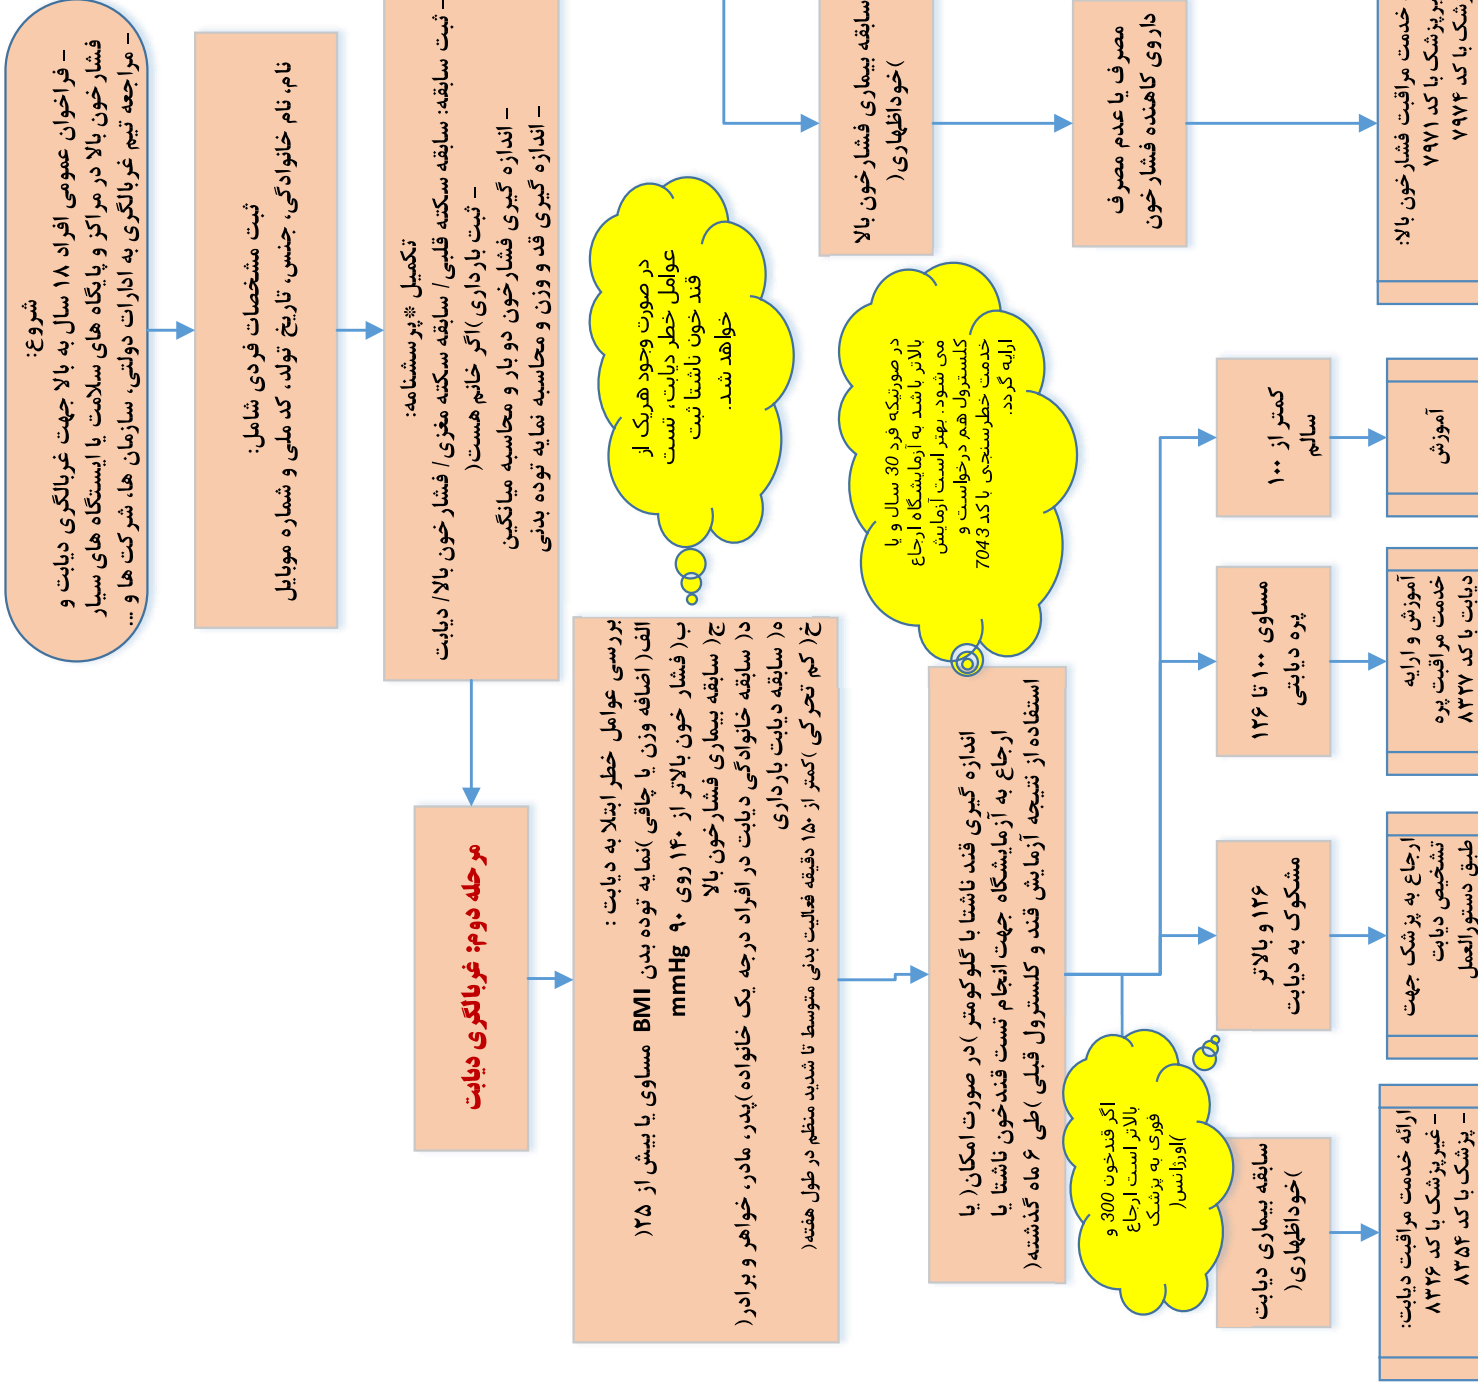 شروع:
- فراخوان عمومی افراد ۱۸ سال به بالا جهت غربالگری دیابت و
فشارخون بالا در مراکز و پایگاه های سلامت یا ایستگاه های سیار
- مراجعه تیم غربالگری به ادارات دولتی، سازمان ها، شرکت ها و ...
ثبت مشخصات فردی شامل:
نام، نام خانوادگی، جنس، تاریخ تولد، کد ملی و شماره موبایل
تکمیل *پرسشنامه:
- ثبت سابقه: سابقه سکته قلبی/ سابقه سکته مغزی/ فشارخون بالا/ دیابت
- ثبت بارداری)اگر خانم هست(
- اندازه گیری فشارخون دو بار و محاسبه میانگین
- اندازه گیری قد و وزن و محاسبه نمایه توده بدنی
سابقه بیماری فشارخون بالا
)خوداظهاری(
مصرف یا عدم مصرف
داروی کاهنده فشارخون
خدمت مراقبت فشارخون بالا:
پزشک با کد ۷۹۷۱
پزشک با کد ۷۹۷۴
مرحله دوم: غربالگری دیابت
بررسی عوامل خطر ابتلا به دیابت :
الف( اضافه وزن یا چاقی )نمایه توده بدن BMI مساوی یا بیش از ۲۵(
ب( فشار خون بالاتر از ۱۴۰ روی ۹۰ mmHg
ج( سابقه بیماری فشارخون بالا
د( سابقه خانوادگی دیابت در افراد درجه یک خانواده)پدر، مادر، خواهر و برادر(
ه( سابقه دیابت بارداری
خ( کم تحرکی )کمتر از ۱۵۰ دقیقه فعالیت بدنی متوسط تا شدید منظم در طول هفته(
در صورت وجود هریک از
عوامل خطر دیابت، تست
قند خون ناشتا ثبت
خواهد شد.
اندازه گیری قند ناشتا با گلوکومتر )در صورت امکان( یا
ارجاع به آزمایشگاه جهت انجام تست قندخون ناشتا یا
استفاده از نتیجه آزمایش قند و کلسترول قبلی )طی ۶ ماه گذشته(
در صورتیکه فرد 30 سال و یا
بالاتر باشد به آزمایشگاه ارجاع
می شود. بهتر است آزمایش
کلسترول هم درخواست و
خدمت خطرسنجی با کد 7043
ارایه گردد.
کمتر از ۱۰۰
سالم
آموزش
مساوی ۱۰۰ تا ۱۲۶
پره دیابتی
آموزش و ارایه
خدمت مراقبت پره
دیابت با کد ۸۳۲۷
۱۲۶ و بالاتر
مشکوک به دیابت
ارجاع به پزشک جهت
تشخیص دیابت
طبق دستورالعمل
اگر قندخون 300 و
بالاتر است ارجاع
فوری به پزشک
)اورژانس(
سابقه بیماری دیابت
)خوداظهاری(
ارائه خدمت مراقبت دیابت:
- غیرپزشک با کد ۸۳۲۶
- پزشک با کد ۸۳۵۴